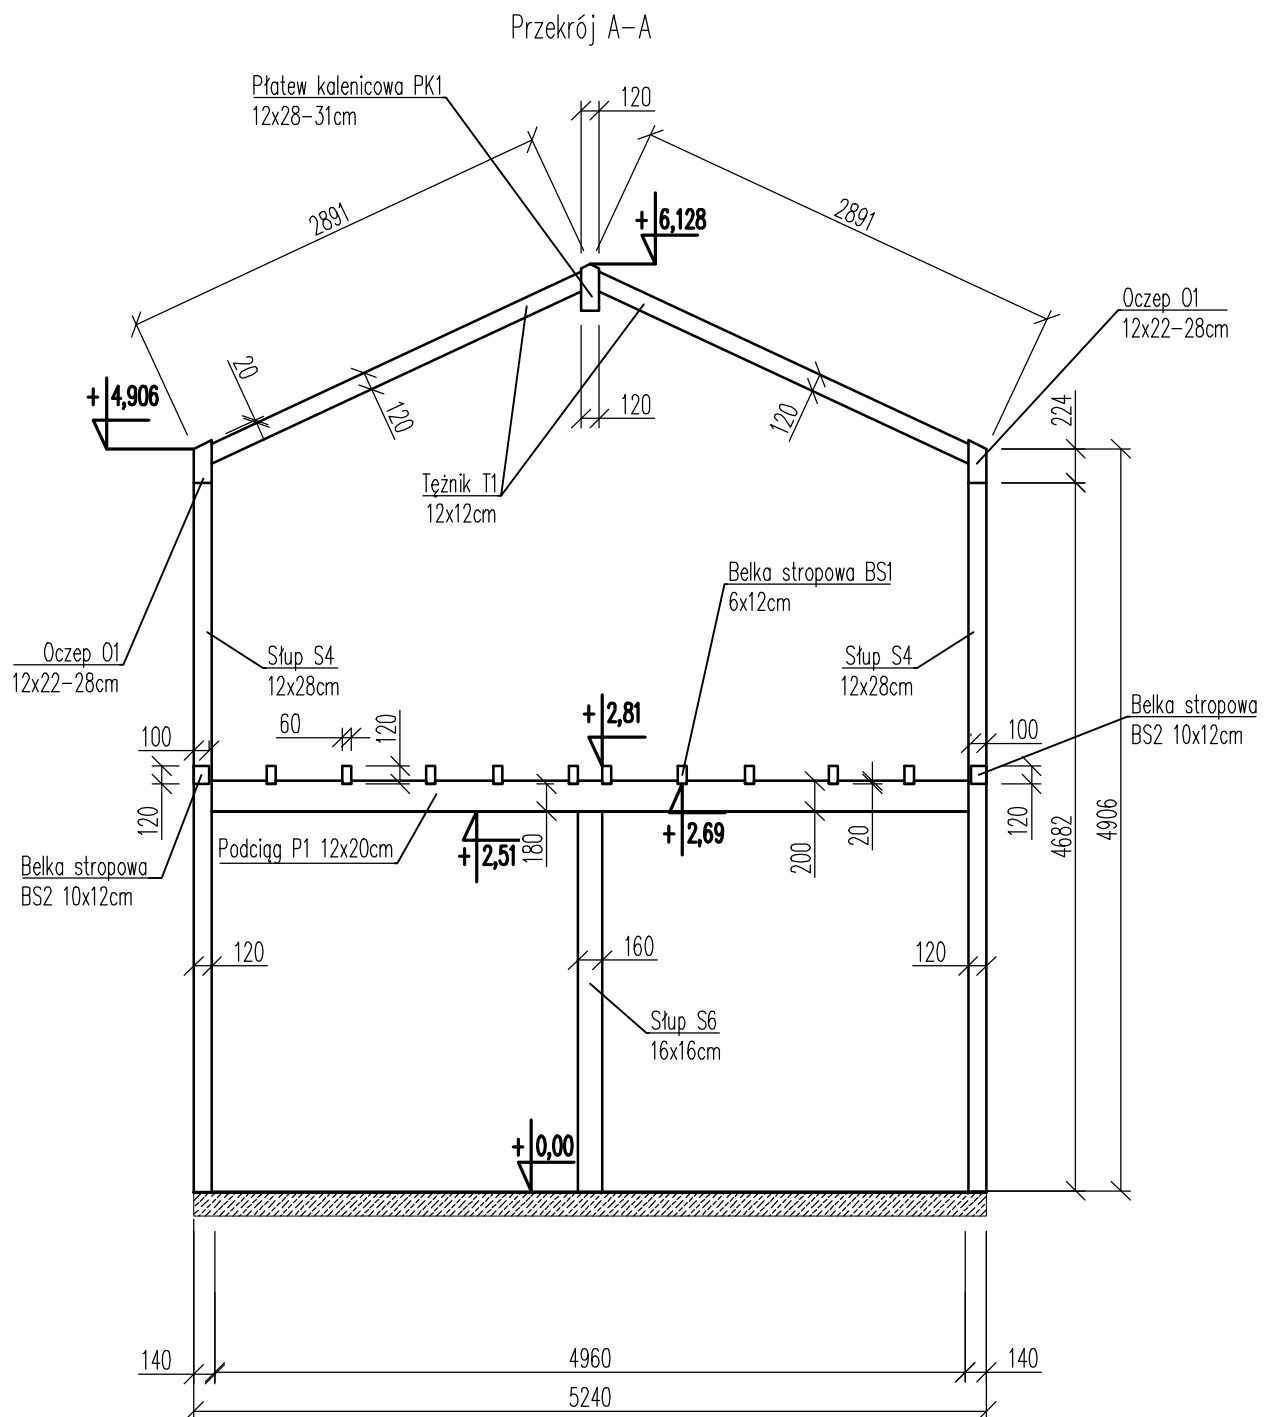 Przekrój A-A
Płatew kalenicowa PK1
12x28-31cm
120
2891
2891
+ 6,128
Oczep O1
12x22-28cm
20
+ 4,906
120
120
120
224
Tężnik T1
12x12cm
Belka stropowa BS1
6x12cm
Oczep O1
12x22-28cm
Słup S4
12x28cm
Słup S4
12x28cm
Belka stropowa
BS2 10x12cm
100
60
120
+ 2,81
100
120
Podciąg P1 12x20cm
+ 2,51
180
+ 2,69
200
20
120
4682
4906
Belka stropowa
BS2 10x12cm
120
160
120
Słup S6
16x16cm
+ 0,00
140
4960
140
5240